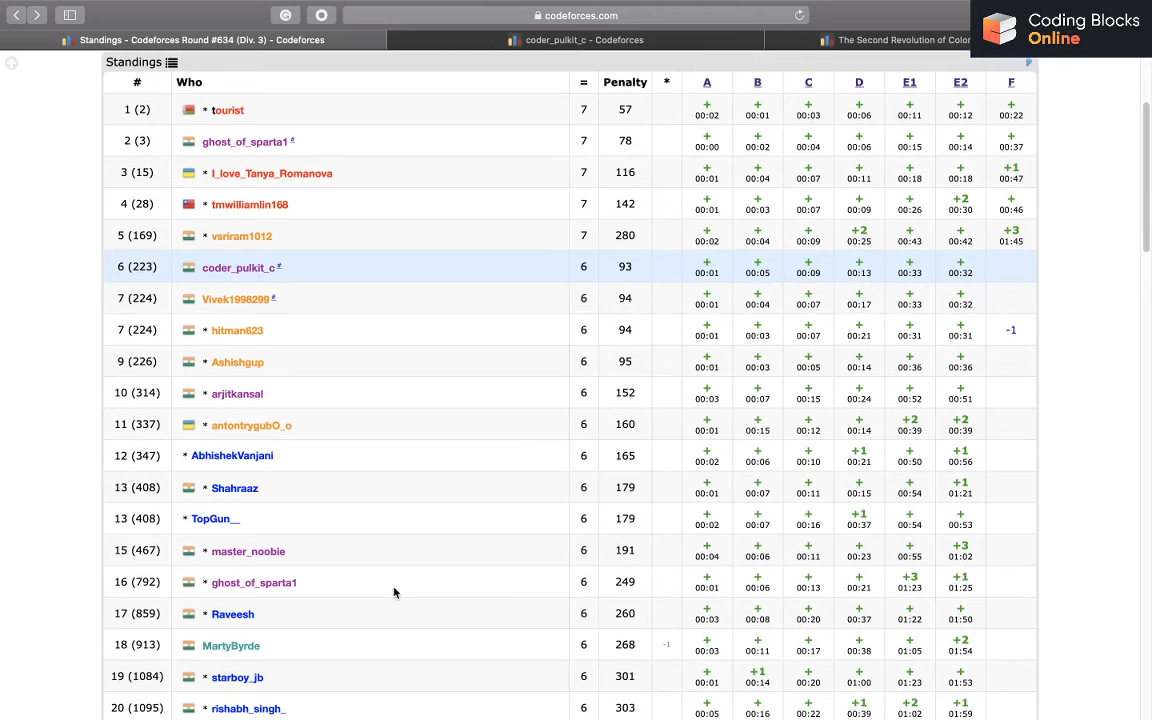 codeforces.com
Coding Blocks
Online
Standings - Codeforces Round #634 (Div. 3) - Codeforces
coder_pulkit_c - Codeforces
The Second Revolution of Color
Standings
# Who = Penalty * A B C D E1 E2 F
1 (2) * tourist 7 57 + + + + + + +
00:02 00:01 00:03 00:06 00:11 00:12 00:22
2 (3) ghost_of_sparta1 # 7 78 + + + + + + +
00:00 00:02 00:04 00:06 00:15 00:14 00:37
3 (15) * I_love_Tanya_Romanova 7 116 + + + + + + +1
00:01 00:04 00:07 00:11 00:18 00:18 00:47
4 (28) * tmwilliamlin168 7 142 + + + + + +2 +
00:01 00:03 00:07 00:09 00:26 00:30 00:46
5 (169) * vsriram1012 7 280 + + + +2 + + +3
00:02 00:04 00:09 00:25 00:43 00:42 01:45
6 (223) coder_pulkit_c # 6 93 + + + + + +
00:01 00:05 00:09 00:13 00:33 00:32
7 (224) Vivek1998299 # 6 94 + + + + + +
00:01 00:04 00:07 00:17 00:33 00:32
7 (224) * hitman623 6 94 + + + + + + -1
00:01 00:03 00:07 00:21 00:31 00:31
9 (226) * Ashishgup 6 95 + + + + + +
00:01 00:03 00:05 00:14 00:36 00:36
10 (314) * arjitkansal 6 152 + + + + + +
00:03 00:07 00:15 00:24 00:52 00:51
11 (337) * antontrygubO_o 6 160 + + + + +2 +2
00:01 00:15 00:12 00:14 00:39 00:39
12 (347) * AbhishekVanjani 6 165 + + + +1 + +1
00:02 00:06 00:10 00:21 00:50 00:56
13 (408) * Shahraaz 6 179 + + + + + +1
00:01 00:07 00:11 00:15 00:54 01:21
13 (408) * TopGun__ 6 179 + + + +1 + +
00:02 00:07 00:16 00:37 00:54 00:53
15 (467) * master_noobie 6 191 + + + + + +3
00:04 00:06 00:11 00:23 00:55 01:02
16 (792) * ghost_of_sparta1 6 249 + + + + +3 +1
00:01 00:06 00:13 00:21 01:23 01:25
17 (859) * Raveesh 6 260 + + + + + +
00:03 00:08 00:20 00:37 01:22 01:50
18 (913) MartyByrde 6 268 -1 + + + + + +2
00:03 00:11 00:17 00:38 01:05 01:54
19 (1084) * starboy_jb 6 301 + +1 + + + +
00:01 00:14 00:20 01:00 01:23 01:53
20 (1095) * rishabh_singh_ 6 303 + + + +1 +2 +1
00:05 00:16 00:22 00:39 01:02 01:59